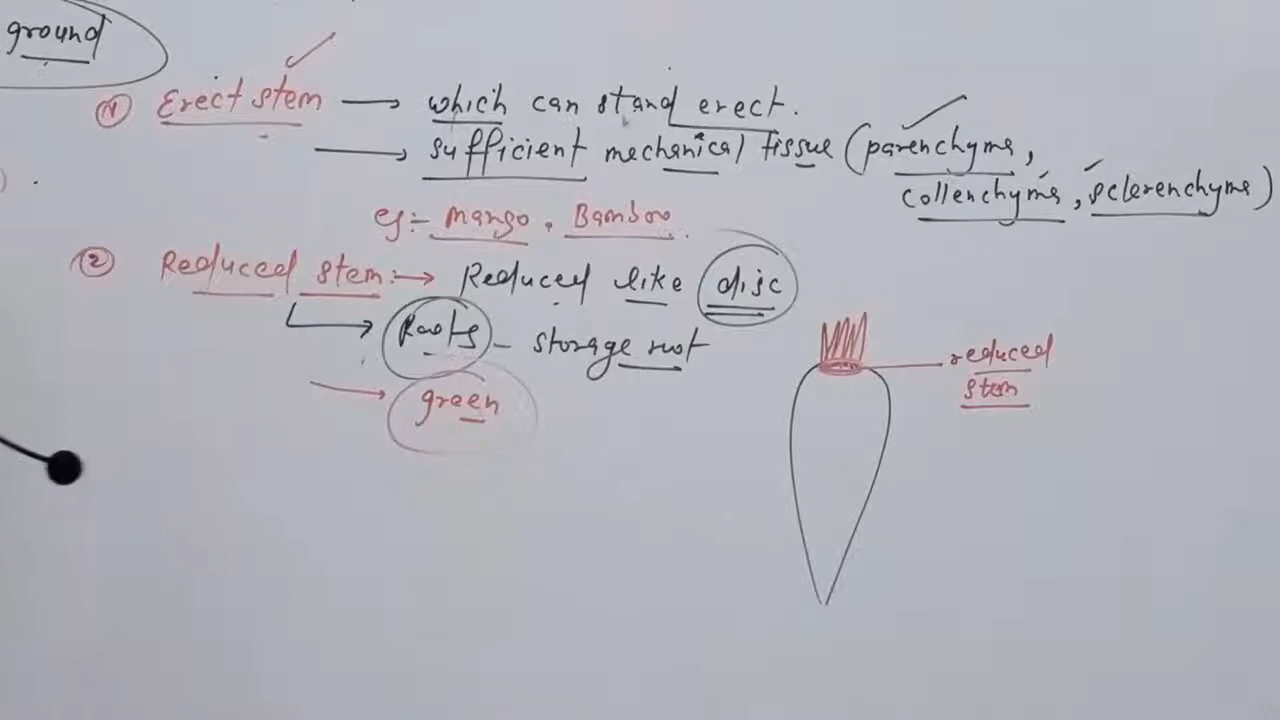 ground
① Erect stem → which can stand erect.
→ sufficient mechanical tissue (parenchyma,
collenchyma, sclerenchyma)
eg:- Mango, Bamboo.
② Reduced stem :→ Reduced like disc
→ Roots - storage root
→ green
reduced
stem